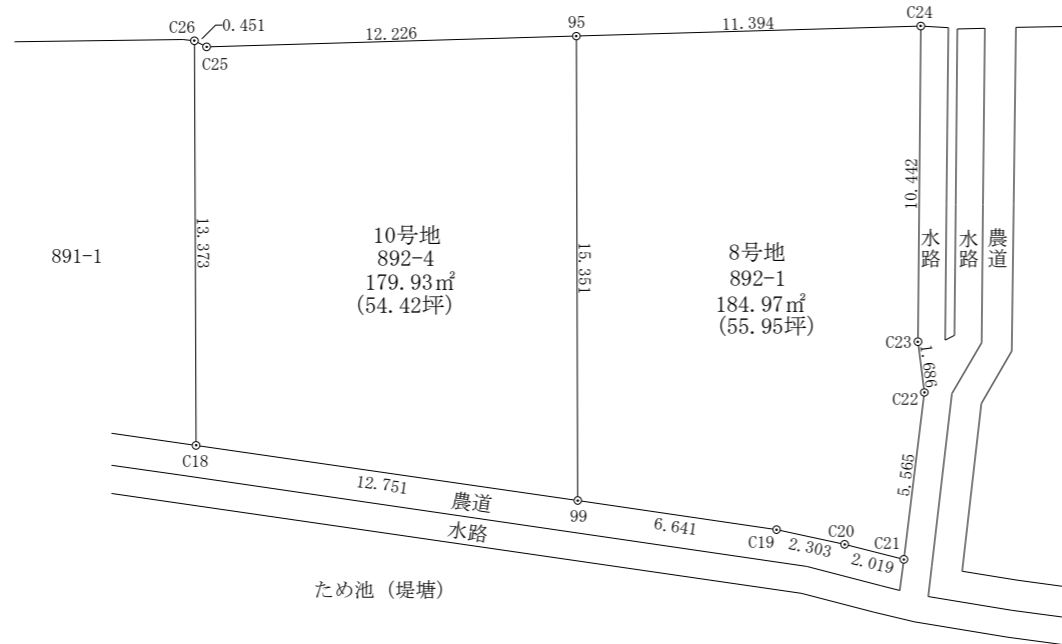 C26
0.451
C25
12.226
95
11.394
C24
10.442
水路
水路
農道
891-1
13.373
10号地
892-4
179.93㎡
(54.42坪)
15.351
8号地
892-1
184.97㎡
(55.95坪)
C23
1.686
C22
5.565
C18
12.751
農道
水路
99
6.641
C19
2.303
C20
2.019
C21
ため池（堤塘）